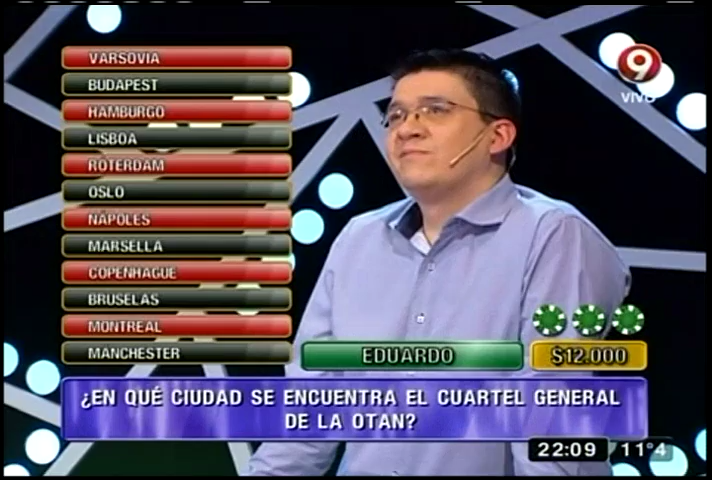 VARSOVIA
BUDAPEST
HAMBURGO
LISBOA
ROTERDAM
OSLO
NÁPOLES
MARSELLA
COPENHAGUE
BRUSELAS
MONTREAL
MANCHESTER
9
VIVO
EDUARDO
$12.000
¿EN QUÉ CIUDAD SE ENCUENTRA EL CUARTEL GENERAL
DE LA OTAN?
22:09 11°4